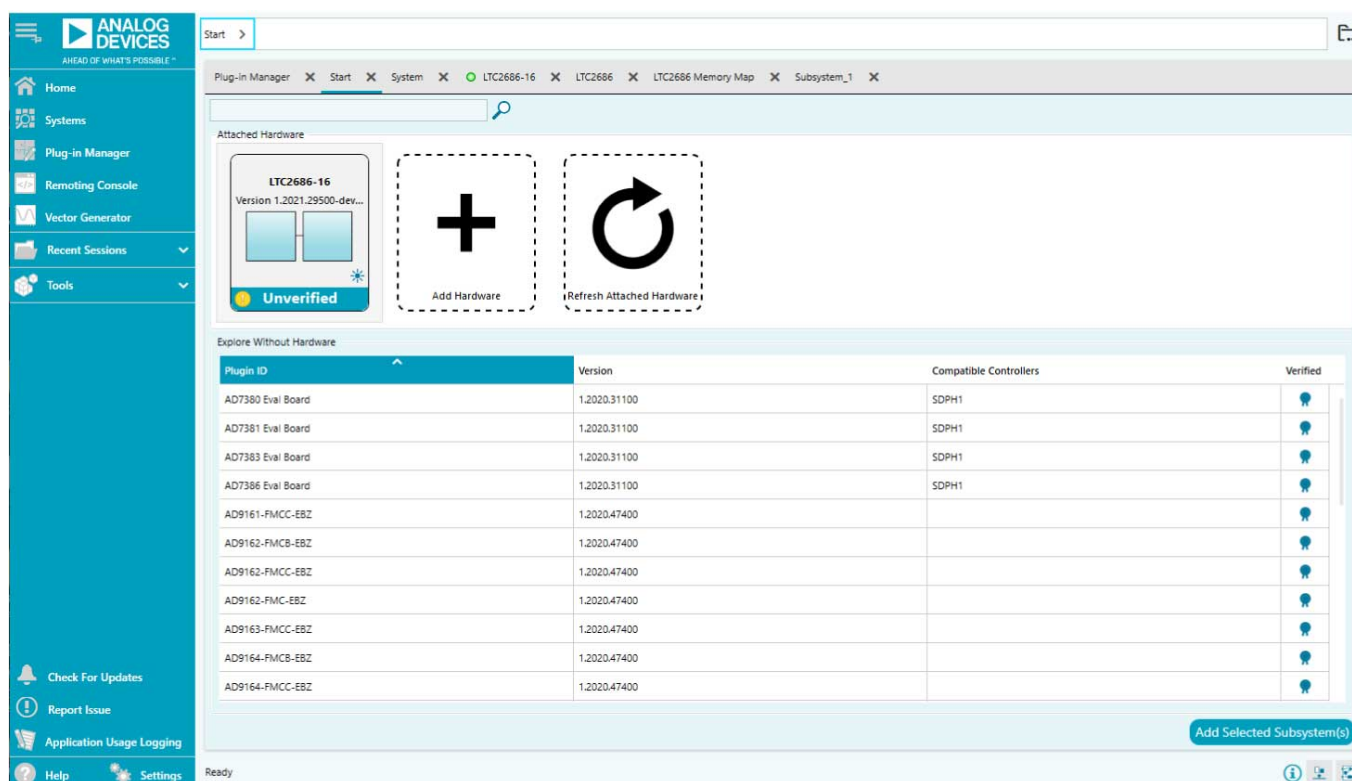 ANALOG
DEVICES
AHEAD OF WHAT'S POSSIBLE ™
Home
Systems
Plug-in Manager
Remoting Console
Vector Generator
Recent Sessions
Tools
Check For Updates
Report Issue
Application Usage Logging
Help Settings
Start >
Plug-in Manager X Start X System X LTC2686-16 X LTC2686 X LTC2686 Memory Map X Subsystem_1 X
Attached Hardware
LTC2686-16
Version 1.2021.29500-dev...
Unverified
Add Hardware
Refresh Attached Hardware
Explore Without Hardware
Plugin ID Version Compatible Controllers Verified
AD7380 Eval Board 1.2020.31100 SDPH1
AD7381 Eval Board 1.2020.31100 SDPH1
AD7383 Eval Board 1.2020.31100 SDPH1
AD7386 Eval Board 1.2020.31100 SDPH1
AD9161-FMCC-EBZ 1.2020.47400
AD9162-FMCB-EBZ 1.2020.47400
AD9162-FMCC-EBZ 1.2020.47400
AD9162-FMC-EBZ 1.2020.47400
AD9163-FMCC-EBZ 1.2020.47400
AD9164-FMCB-EBZ 1.2020.47400
AD9164-FMCC-EBZ 1.2020.47400
Add Selected Subsystem(s)
Ready